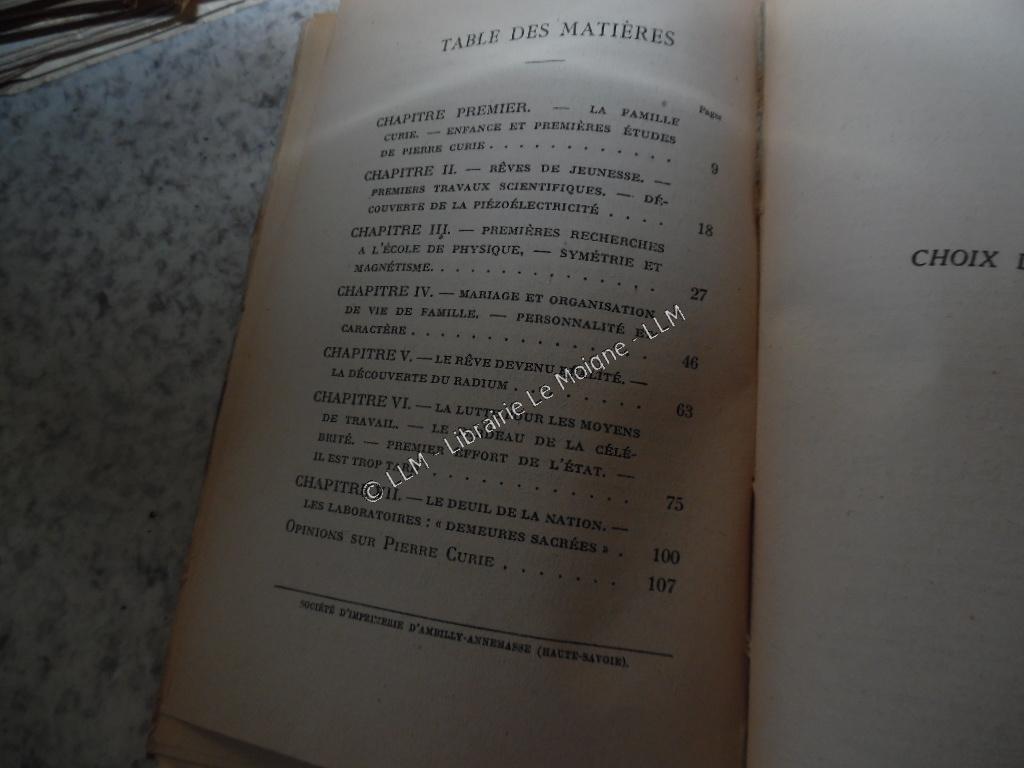 TABLE DES MATIÈRES
Pages
CHAPITRE PREMIER. — LA FAMILLE
CURIE. — ENFANCE ET PREMIÈRES ÉTUDES
DE PIERRE CURIE . . . . . . . . . . . . . 9
CHAPITRE II. — RÊVES DE JEUNESSE. —
PREMIERS TRAVAUX SCIENTIFIQUES. — DÉ-
COUVERTE DE LA PIÉZOÉLECTRICITÉ . . . . 18
CHAPITRE III. — PREMIÈRES RECHERCHES
A L'ÉCOLE DE PHYSIQUE, — SYMÉTRIE ET
MAGNÉTISME. . . . . . . . . . . . . . . . 27
CHAPITRE IV. — MARIAGE ET ORGANISATION
DE VIE DE FAMILLE. — PERSONNALITÉ
CARACTÈRE . . . . . . . . . . . . . . . . 46
CHAPITRE V. — LE RÊVE DEVENU —
LA DÉCOUVERTE DU RADIUM . . . . . . . . 63
CHAPITRE VI. — LA LUTTE POUR LES MOYENS
DE TRAVAIL. — LE DE LA CÉLÉ-
BRITÉ. — PREMIER EFFORT DE L'ÉTAT. —
IL EST TROP . . . . . . . . . . . . . 75
CHAPITRE VII. — LE DEUIL DE LA NATION. —
LES LABORATOIRES : « DEMEURES SACRÉES » . 100
OPINIONS SUR PIERRE CURIE . . . . . . . . 107
SOCIÉTÉ D'IMPRIMERIE D'AMBILLY-ANNEMASSE (HAUTE-SAVOIE).
CHOIX
© LLM - Librairie Le Moigne - LLM